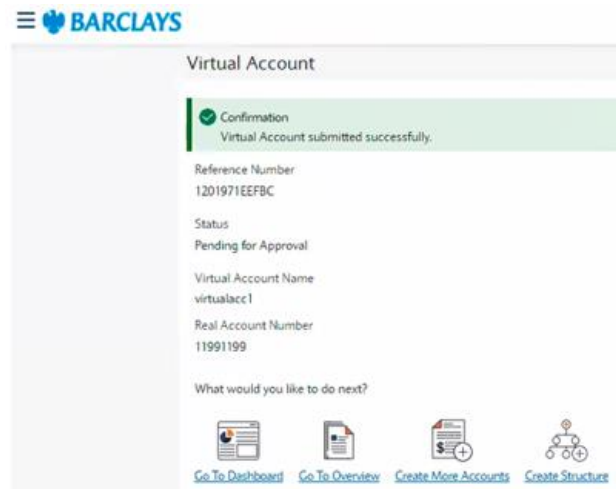 BARCLAYS
Virtual Account
Confirmation
Virtual Account submitted successfully.
Reference Number
1201971EEFBC
Status
Pending for Approval
Virtual Account Name
virtualacc1
Real Account Number
11991199
What would you like to do next?
Go To Dashboard Go To Overview Create More Accounts Create Structure